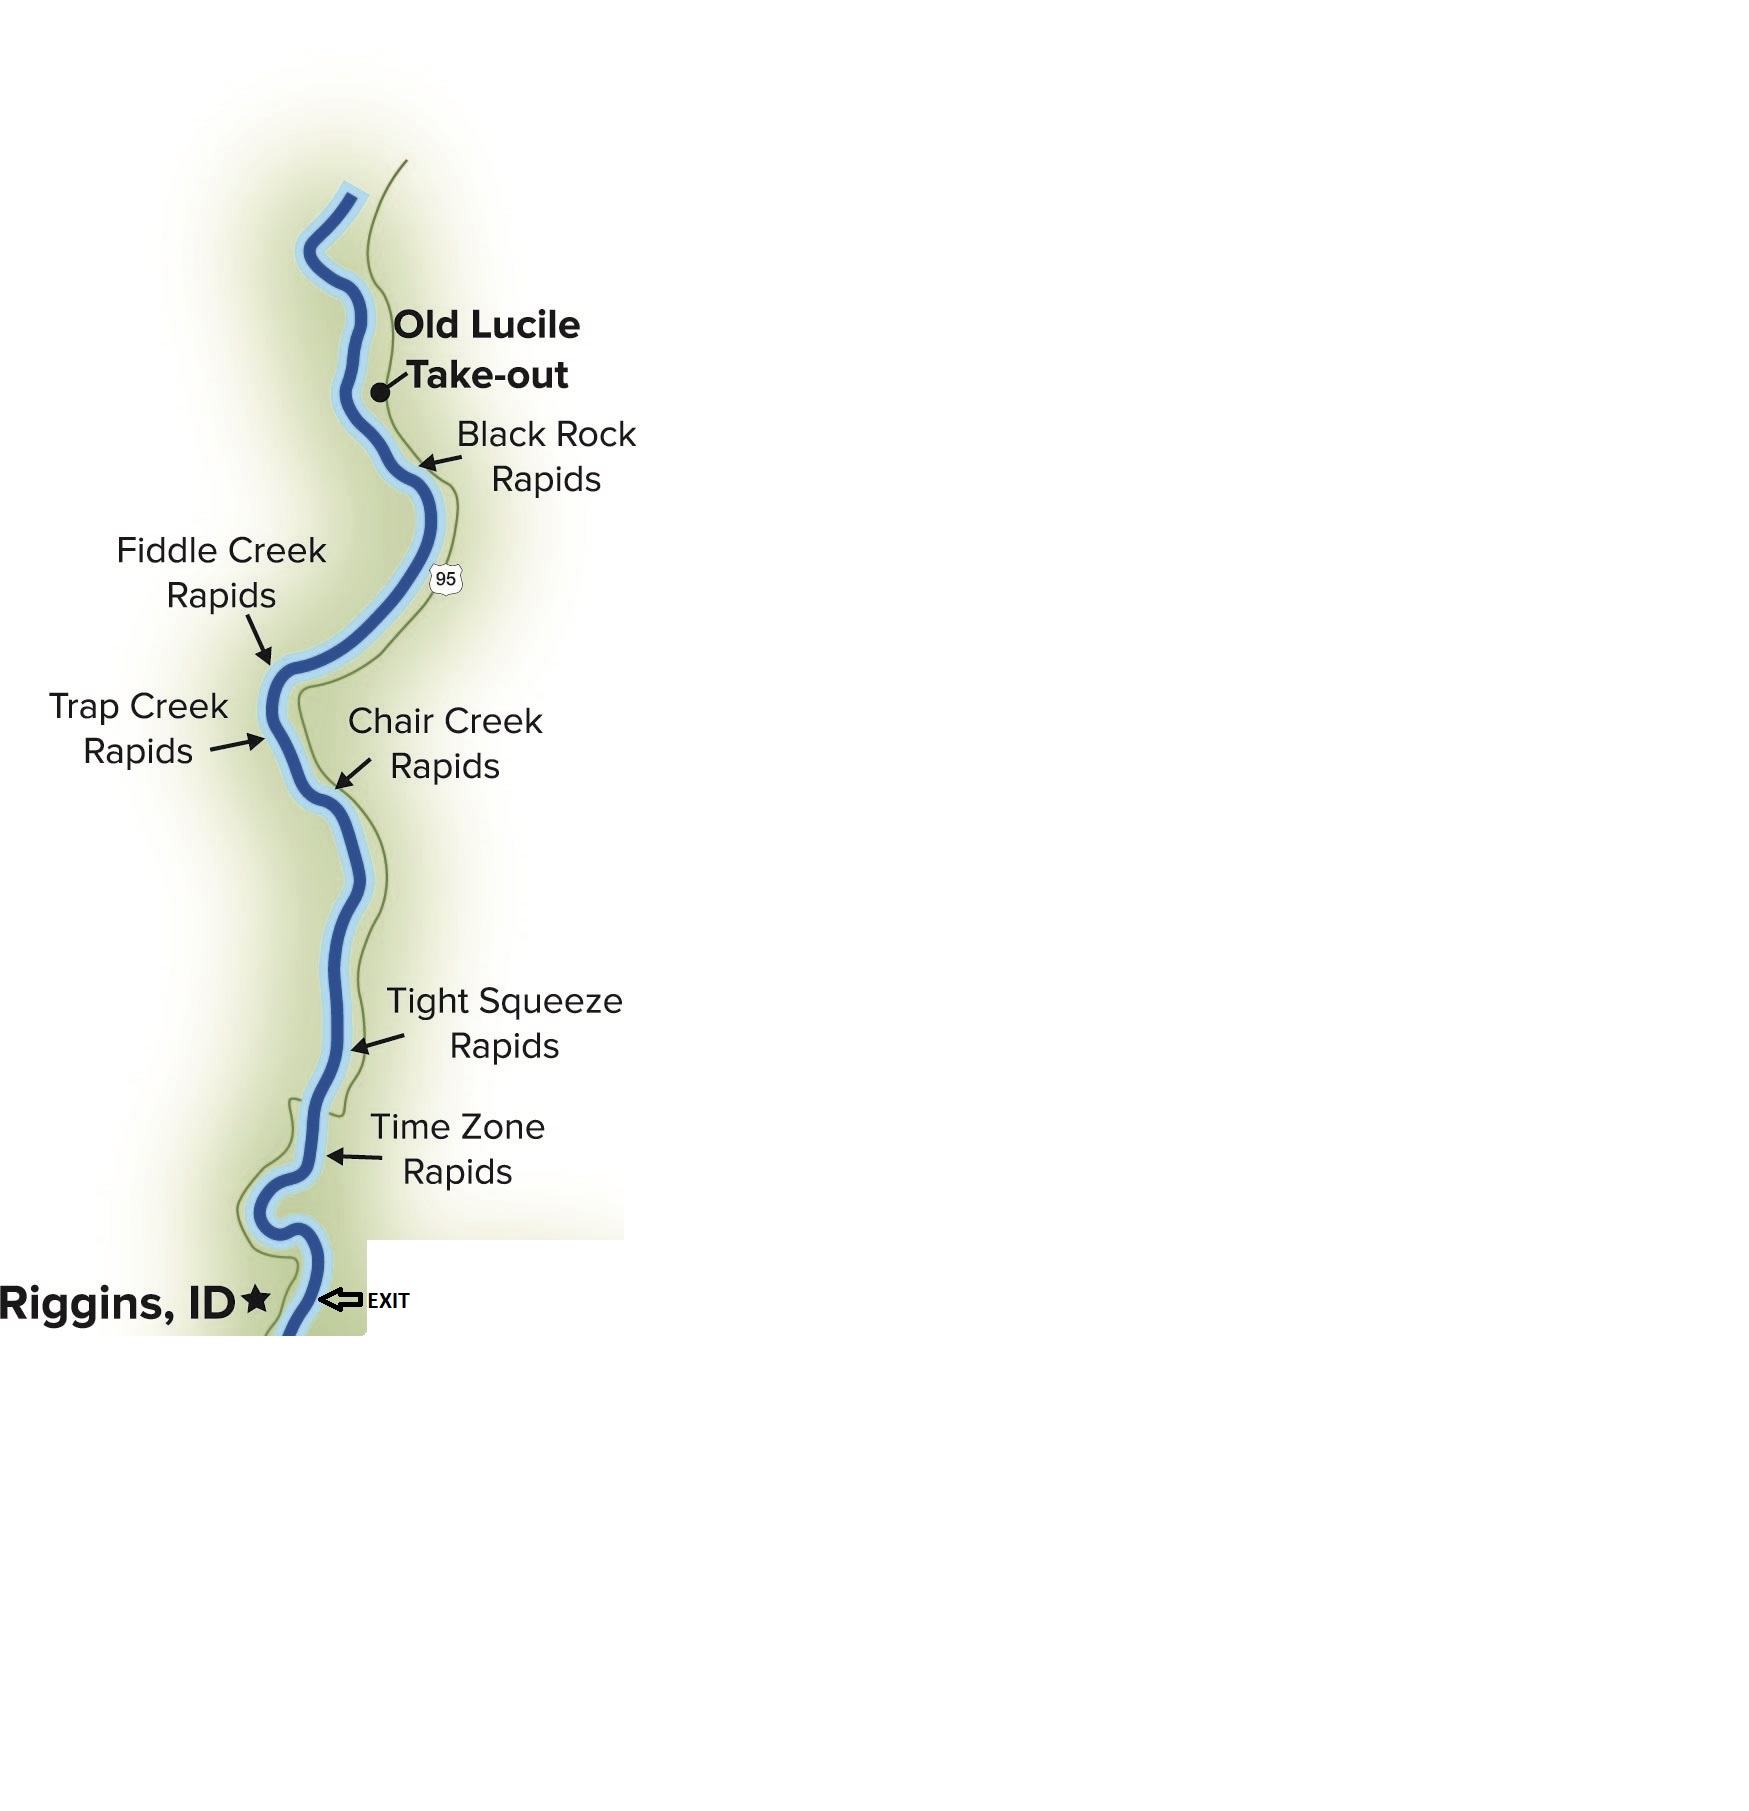 Old Lucile
Take-out
Black Rock
Rapids
Fiddle Creek
Rapids
95
Trap Creek
Rapids
Chair Creek
Rapids
Tight Squeeze
Rapids
Time Zone
Rapids
Riggins, ID
EXIT